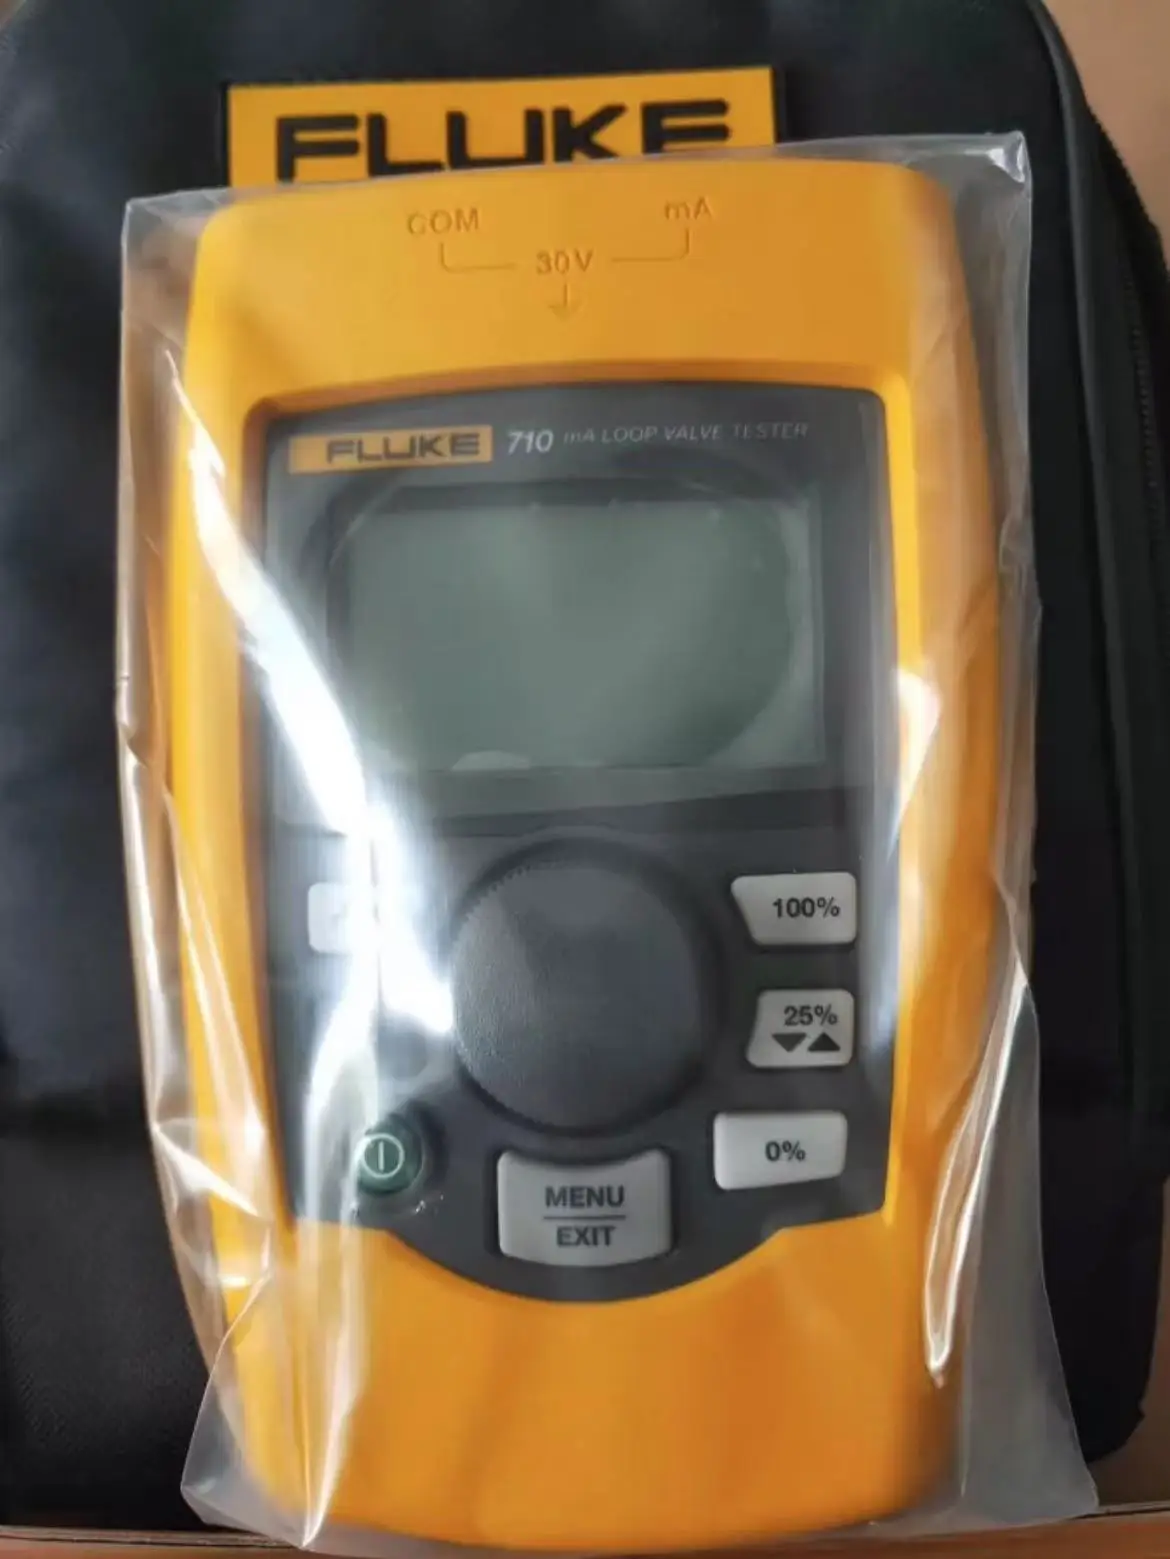 FLUKE
COM mA
30V
FLUKE 710 mA LOOP VALVE TESTER
100%
25%
0%
MENU
EXIT